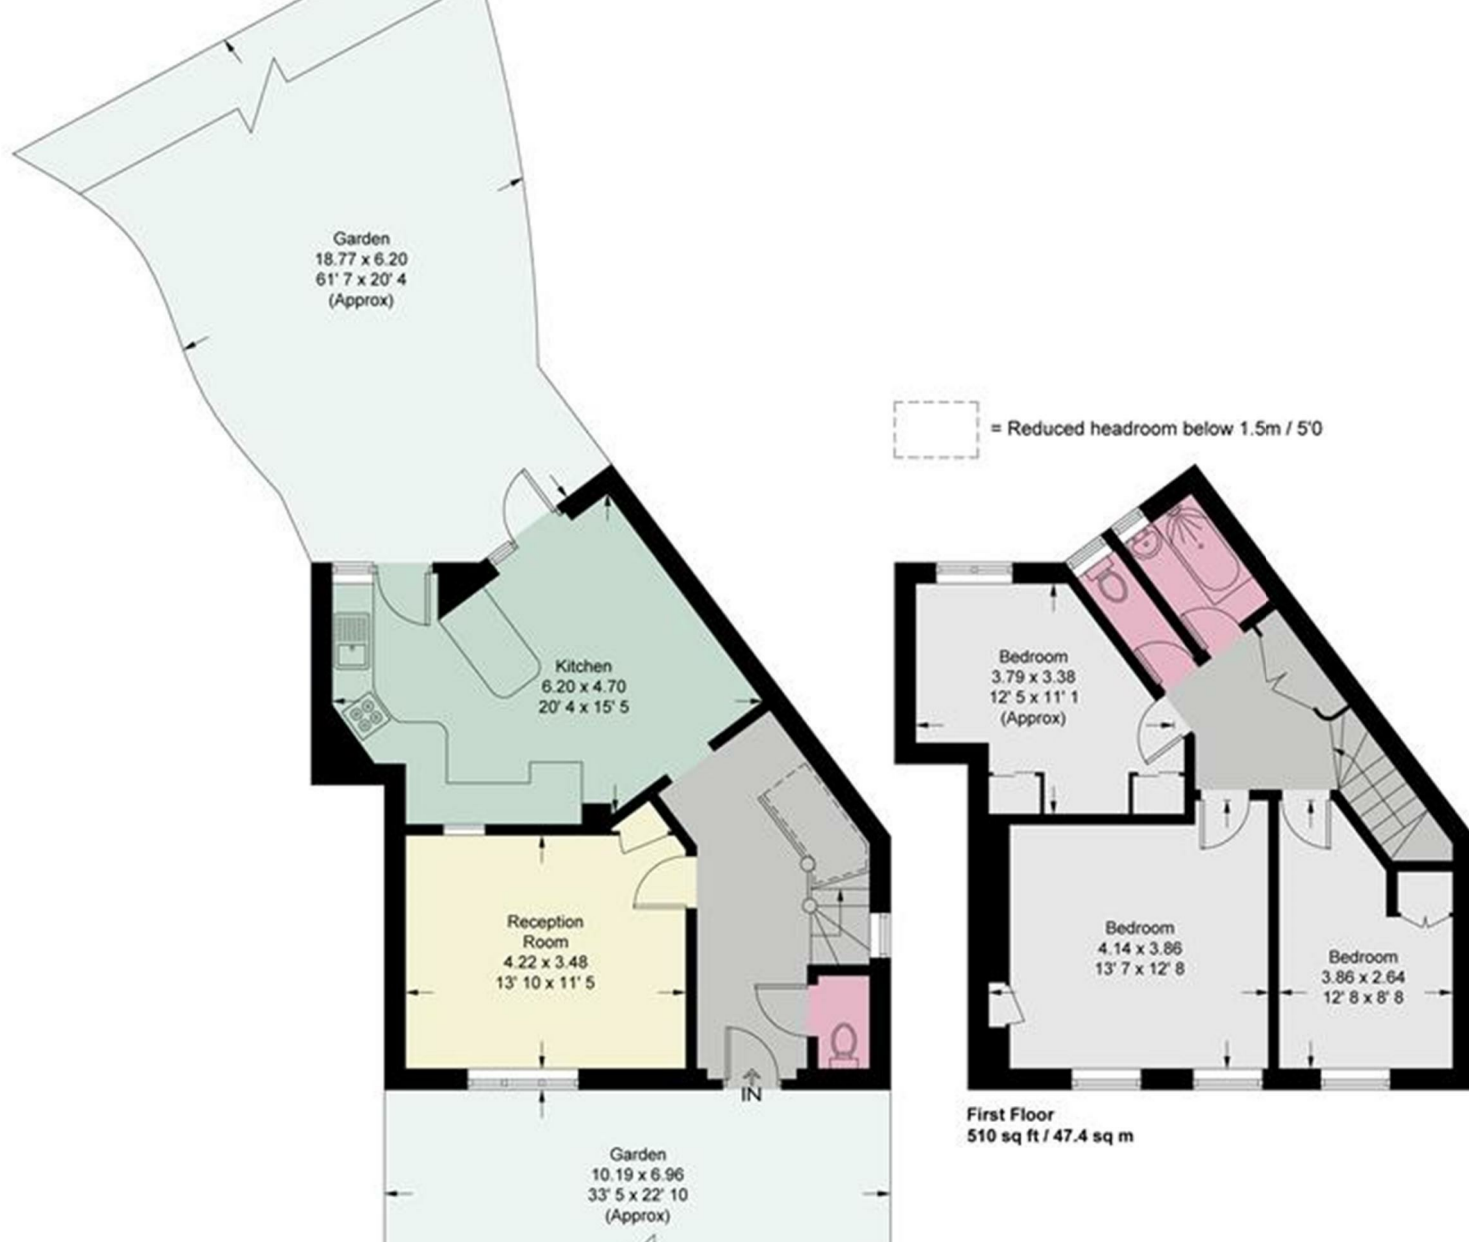 Garden
18.77 x 6.20
61' 7 x 20' 4
(Approx)
= Reduced headroom below 1.5m / 5'0
Kitchen
6.20 x 4.70
20' 4 x 15' 5
Bedroom
3.79 x 3.38
12' 5 x 11' 1
(Approx)
Reception
Room
4.22 x 3.48
13' 10 x 11' 5
Bedroom
4.14 x 3.86
13' 7 x 12' 8
Bedroom
3.86 x 2.64
12' 8 x 8' 8
IN
First Floor
510 sq ft / 47.4 sq m
Garden
10.19 x 6.96
33' 5 x 22' 10
(Approx)